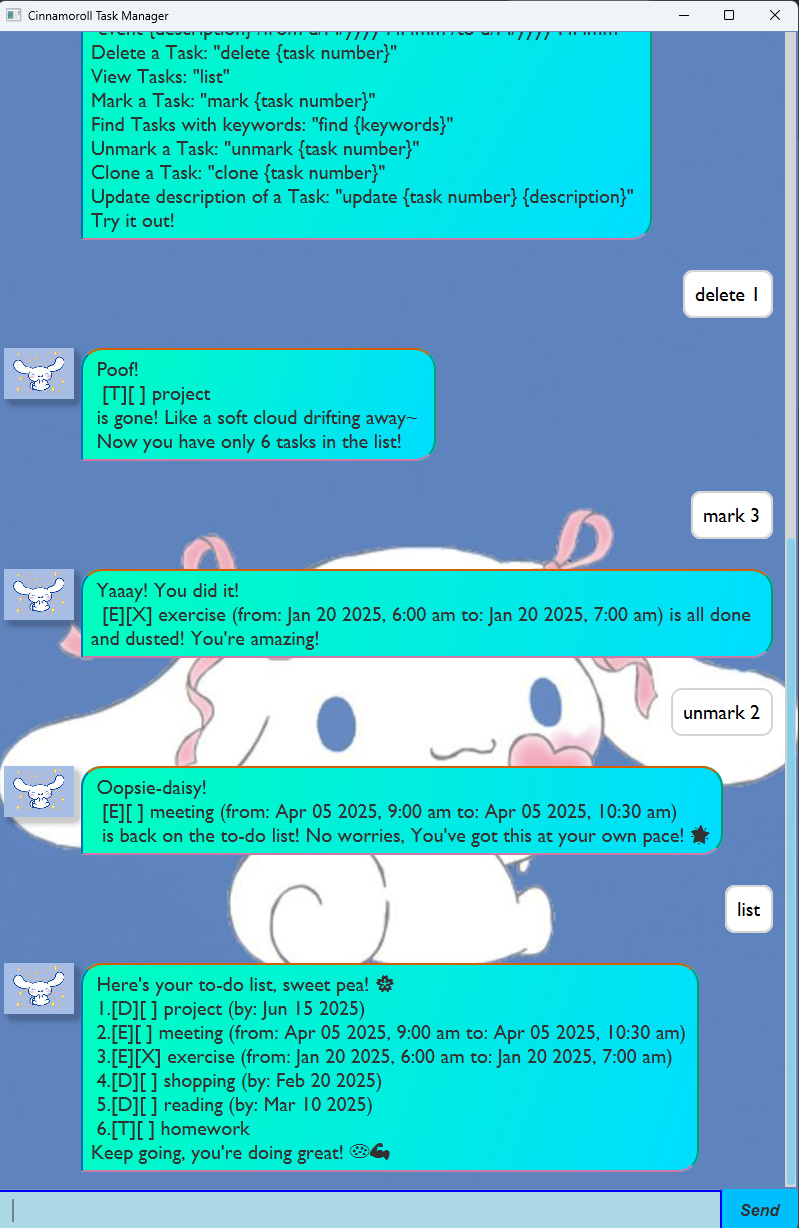 Cinnamoroll Task Manager
event {description} /from d/M/yyyy HHmm /to d/M/yyyy HHmm
Delete a Task: "delete {task number}"
View Tasks: "list"
Mark a Task: "mark {task number}"
Find Tasks with keywords: "find {keywords}"
Unmark a Task: "unmark {task number}"
Clone a Task: "clone {task number}"
Update description of a Task: "update {task number} {description}"
Try it out!
delete 1
Poof!
[T][ ] project
is gone! Like a soft cloud drifting away~
Now you have only 6 tasks in the list!
mark 3
Yaaay! You did it!
[E][X] exercise (from: Jan 20 2025, 6:00 am to: Jan 20 2025, 7:00 am) is all done
and dusted! You're amazing!
unmark 2
Oopsie-daisy!
[E][ ] meeting (from: Apr 05 2025, 9:00 am to: Apr 05 2025, 10:30 am)
is back on the to-do list! No worries, You've got this at your own pace! 🌟
list
Here's your to-do list, sweet pea! 🌸
1.[D][ ] project (by: Jun 15 2025)
2.[E][ ] meeting (from: Apr 05 2025, 9:00 am to: Apr 05 2025, 10:30 am)
3.[E][X] exercise (from: Jan 20 2025, 6:00 am to: Jan 20 2025, 7:00 am)
4.[D][ ] shopping (by: Feb 20 2025)
5.[D][ ] reading (by: Mar 10 2025)
6.[T][ ] homework
Keep going, you're doing great! 🍪💪
Send